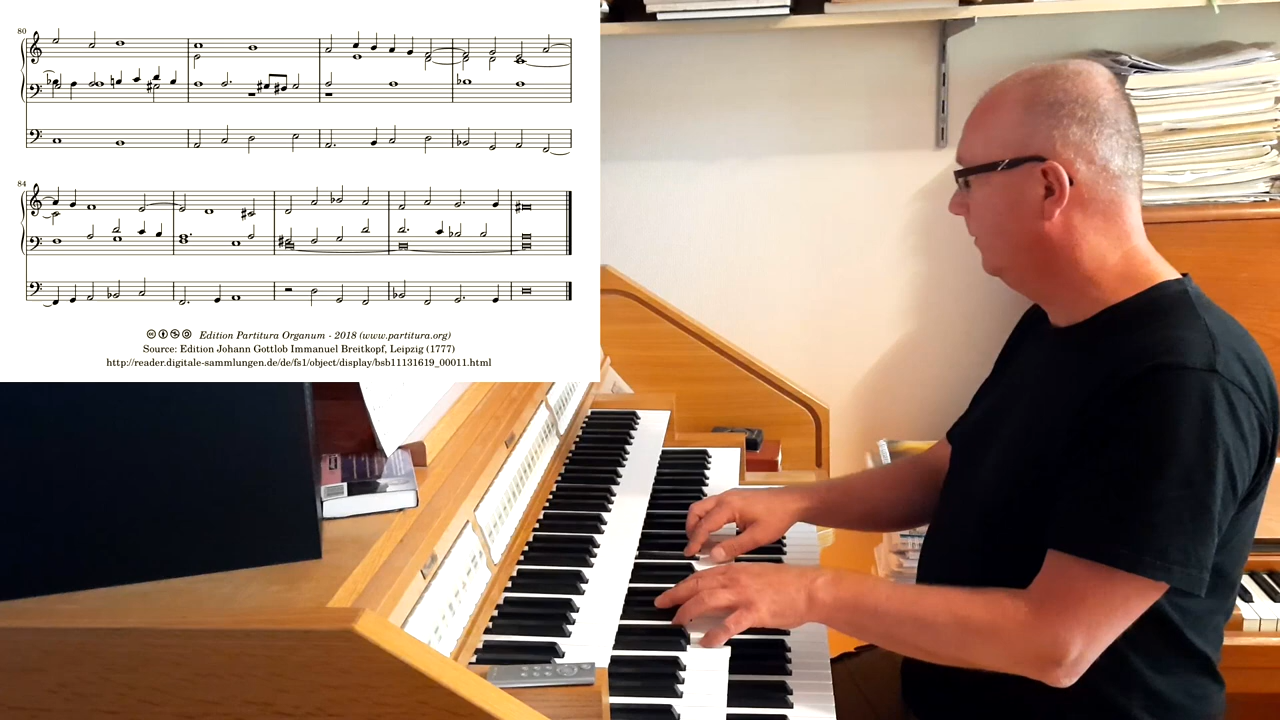 80
84
Edition Partitura Organum - 2018 (www.partitura.org)
Source: Edition Johann Gottlob Immanuel Breitkopf, Leipzig (1777)
http://reader.digitale-sammlungen.de/de/fs1/object/display/bsb11131619_00011.html